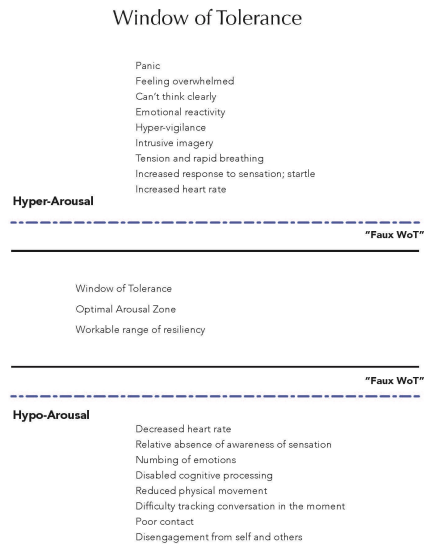 Window of Tolerance
Panic
Feeling overwhelmed
Can't think clearly
Emotional reactivity
Hyper-vigilance
Intrusive imagery
Tension and rapid breathing
Increased response to sensation; startle
Increased heart rate
Hyper-Arousal
"Faux WoT"
Window of Tolerance
Optimal Arousal Zone
Workable range of resiliency
"Faux WoT"
Hypo-Arousal
Decreased heart rate
Relative absence of awareness of sensation
Numbing of emotions
Disabled cognitive processing
Reduced physical movement
Difficulty tracking conversation in the moment
Poor contact
Disengagement from self and others